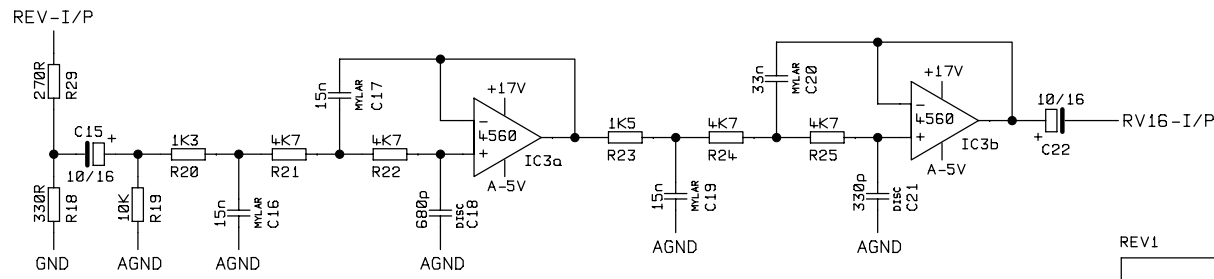 REV-I/P
270R
R29
330R
R18
GND
C15
+
10/16
10K
R19
AGND
1K3
R20
15n
MYLAR
C16
AGND
4K7
R21
15n
MYLAR
C17
4K7
R22
680p
DISC
C18
AGND
+17V
-
4560
+
IC3a
A-5V
1K5
R23
15n
MYLAR
C19
AGND
4K7
R24
33n
MYLAR
C20
4K7
R25
330p
DISC
C21
AGND
+17V
-
4560
+
IC3b
A-5V
10/16
+
C22
RV16-I/P
REV1